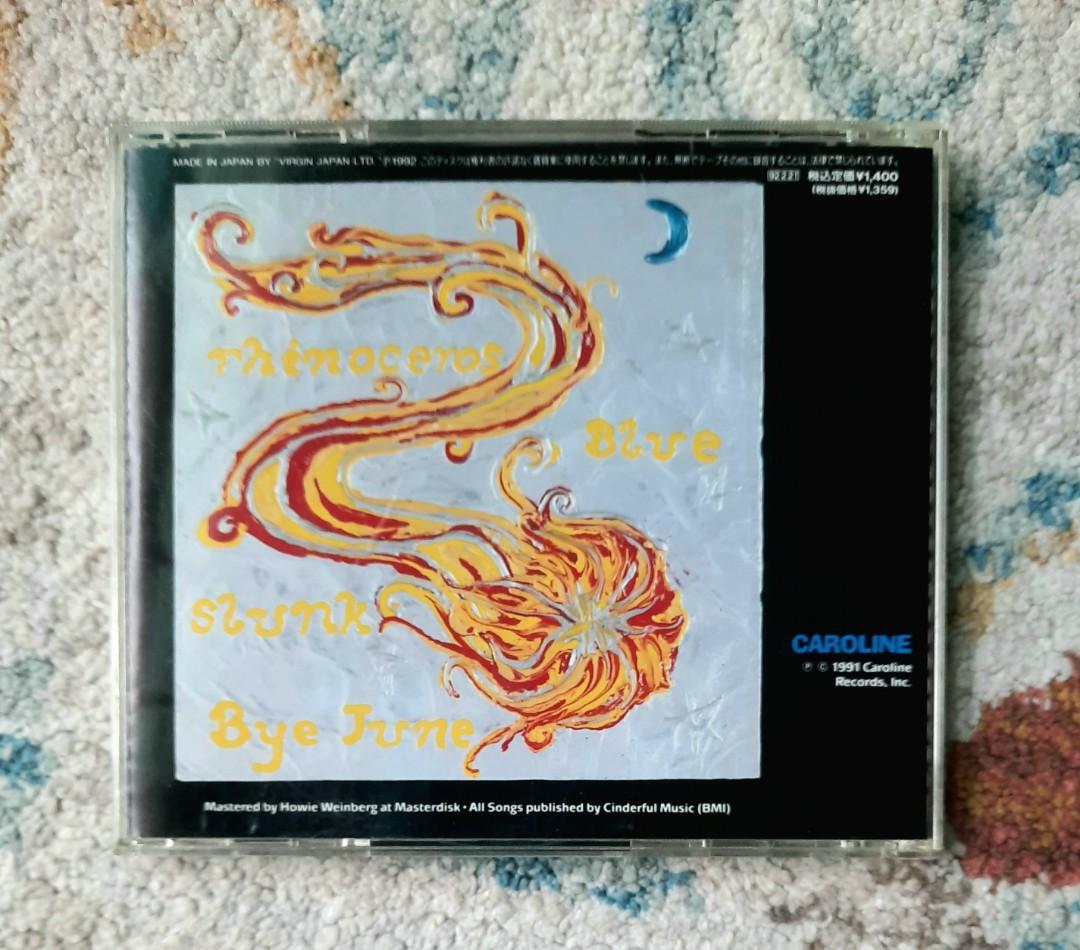 MADE IN JAPAN BY "VIRGIN JAPAN LTD." Ⓟ1992 このディスクは権利者の許諾なく賃貸業に使用することを禁じます。また、無断でテープその他に録音することは、法律で禁じられています。
92.2.21 税込定価¥1,400
(税抜価格¥1,359)
rhinoceros
Blue
Slunk
Bye June
CAROLINE
Ⓟ © 1991 Caroline
Records, Inc.
Mastered by Howie Weinberg at Masterdisk • All Songs published by Cinderful Music (BMI)